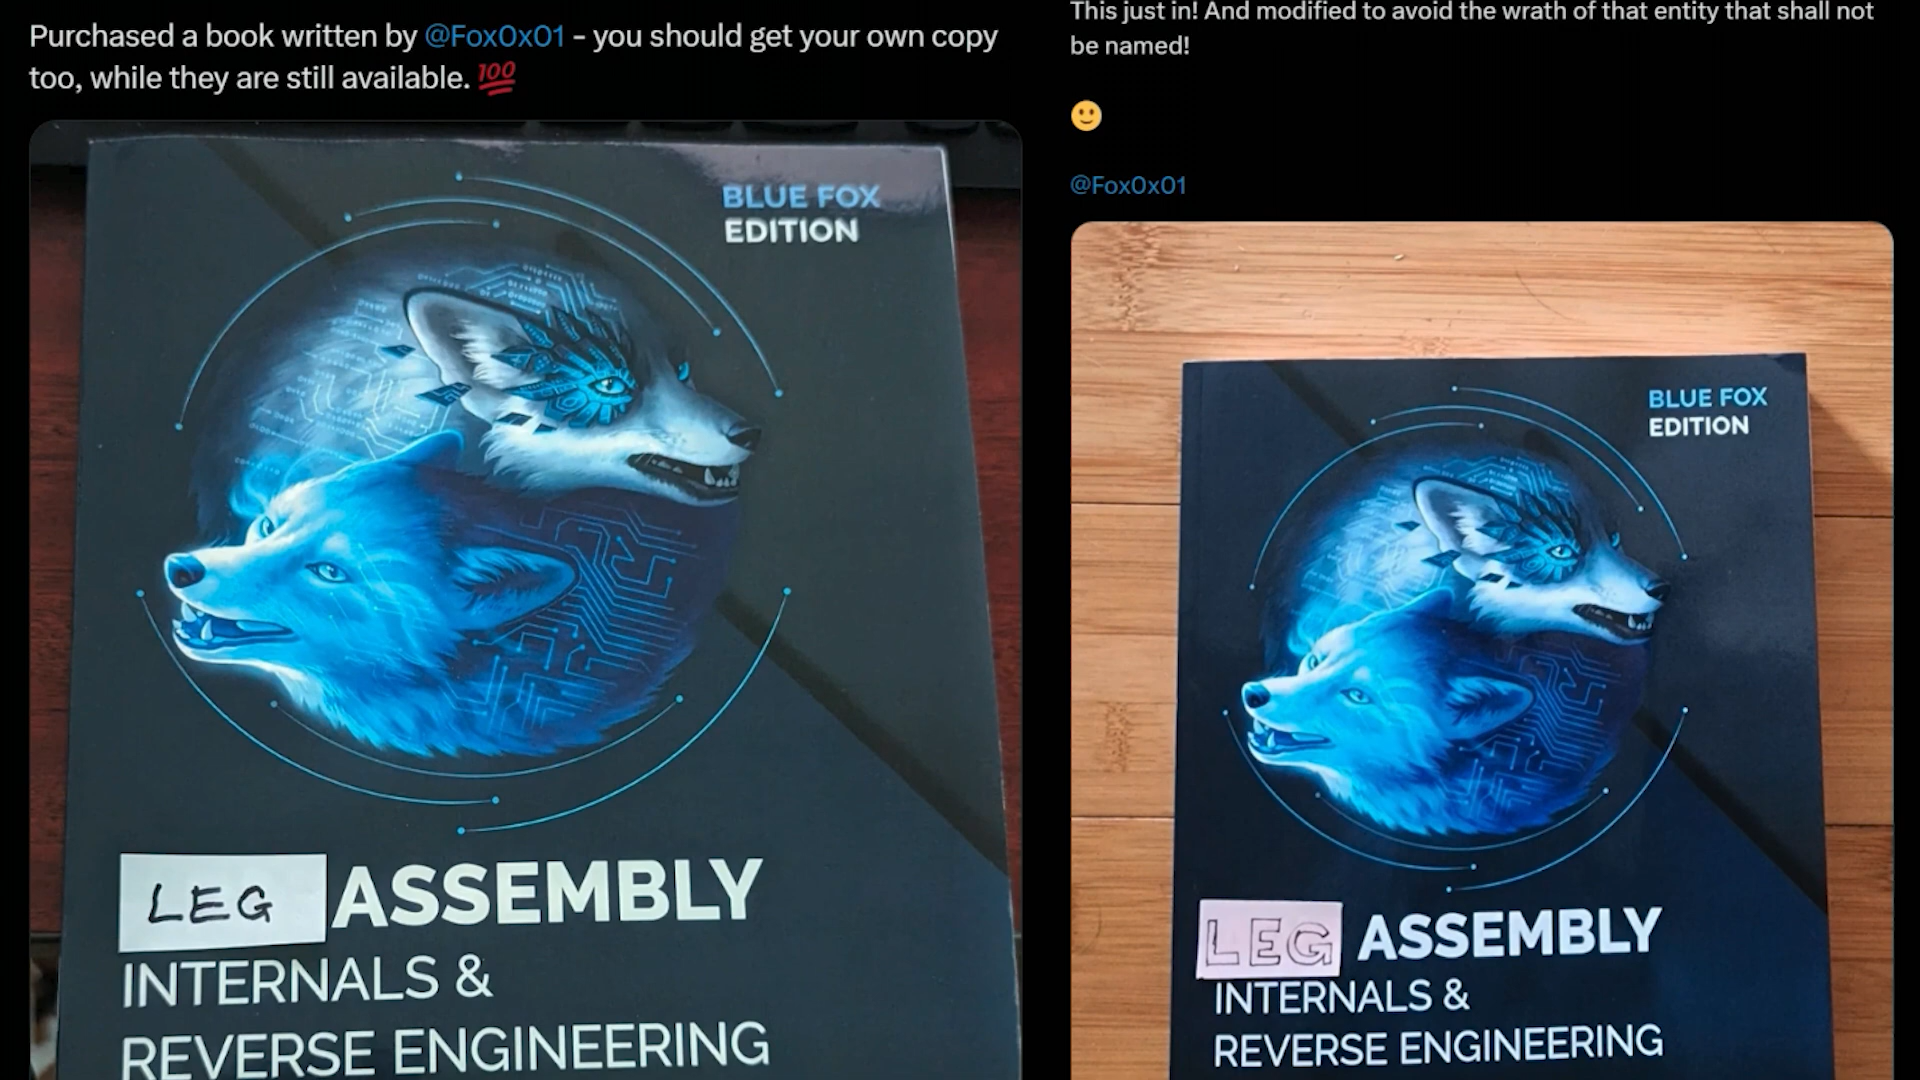 Purchased a book written by @Fox0x01 - you should get your own copy
too, while they are still available. 💯
BLUE FOX
EDITION
LEG ASSEMBLY
INTERNALS &
REVERSE ENGINEERING
This just in! And modified to avoid the wrath of that entity that shall not
be named!
🙂
@Fox0x01
BLUE FOX
EDITION
LEG ASSEMBLY
INTERNALS &
REVERSE ENGINEERING